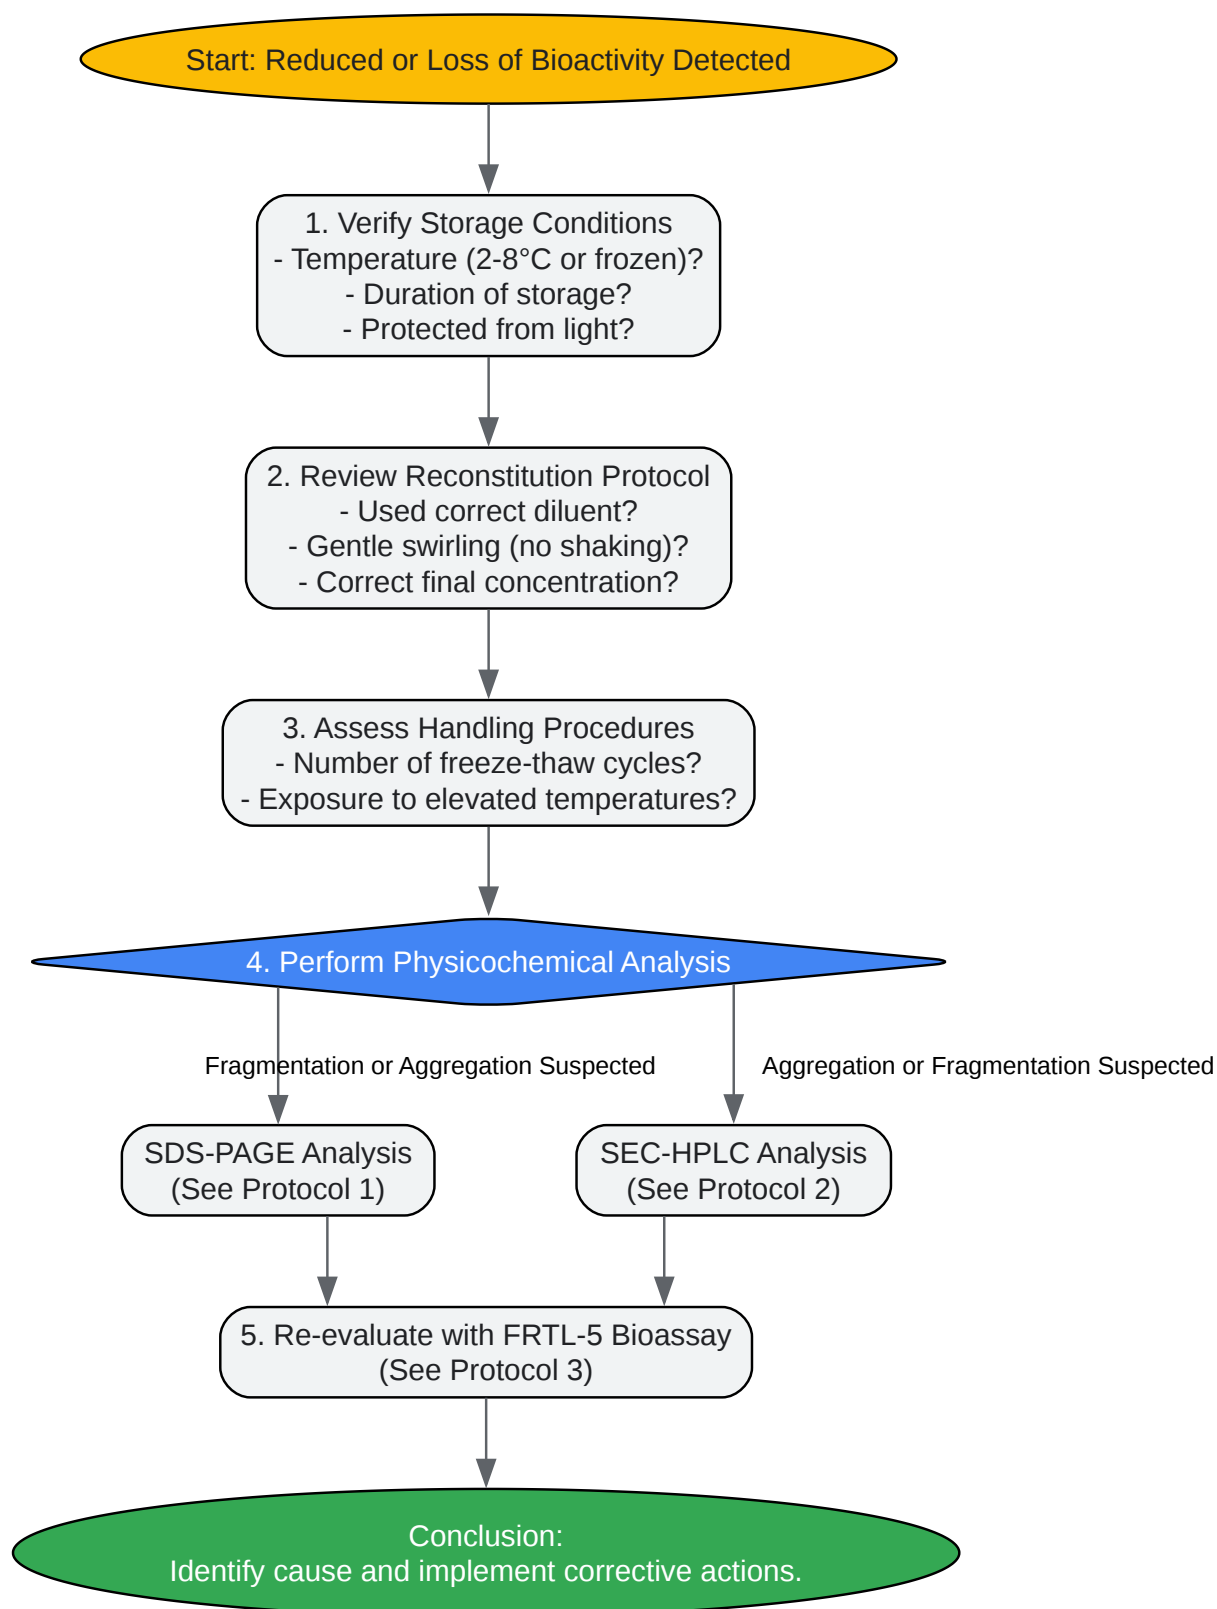 Start: Reduced or Loss of Bioactivity Detected
1. Verify Storage Conditions
- Temperature (2-8°C or frozen)?
- Duration of storage?
- Protected from light?
2. Review Reconstitution Protocol
- Used correct diluent?
- Gentle swirling (no shaking)?
- Correct final concentration?
3. Assess Handling Procedures
- Number of freeze-thaw cycles?
- Exposure to elevated temperatures?
4. Perform Physicochemical Analysis
Fragmentation or Aggregation Suspected
Aggregation or Fragmentation Suspected
SDS-PAGE Analysis
(See Protocol 1)
SEC-HPLC Analysis
(See Protocol 2)
5. Re-evaluate with FRTL-5 Bioassay
(See Protocol 3)
Conclusion:
Identify cause and implement corrective actions.